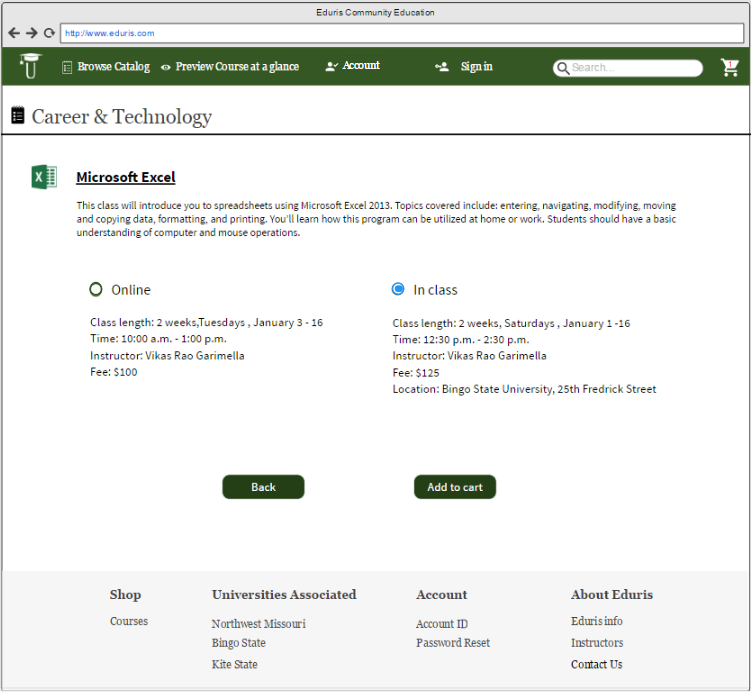 Eduris Community Education
http://www.eduris.com
Browse Catalog Preview Course at a glance Account Sign in Search... 1
Career & Technology
X
Microsoft Excel
This class will introduce you to spreadsheets using Microsoft Excel 2013. Topics covered include: entering, navigating, modifying, moving
and copying data, formatting, and printing. You'll learn how this program can be utilized at home or work. Students should have a basic
understanding of computer and mouse operations.
Online
Class length: 2 weeks,Tuesdays , January 3 - 16
Time: 10:00 a.m. - 1:00 p.m.
Instructor: Vikas Rao Garimella
Fee: $100
In class
Class length: 2 weeks, Saturdays , January 1 -16
Time: 12:30 p.m. - 2:30 p.m.
Instructor: Vikas Rao Garimella
Fee: $125
Location: Bingo State University, 25th Fredrick Street
Back Add to cart
Shop
Courses
Universities Associated
Northwest Missouri
Bingo State
Kite State
Account
Account ID
Password Reset
About Eduris
Eduris info
Instructors
Contact Us